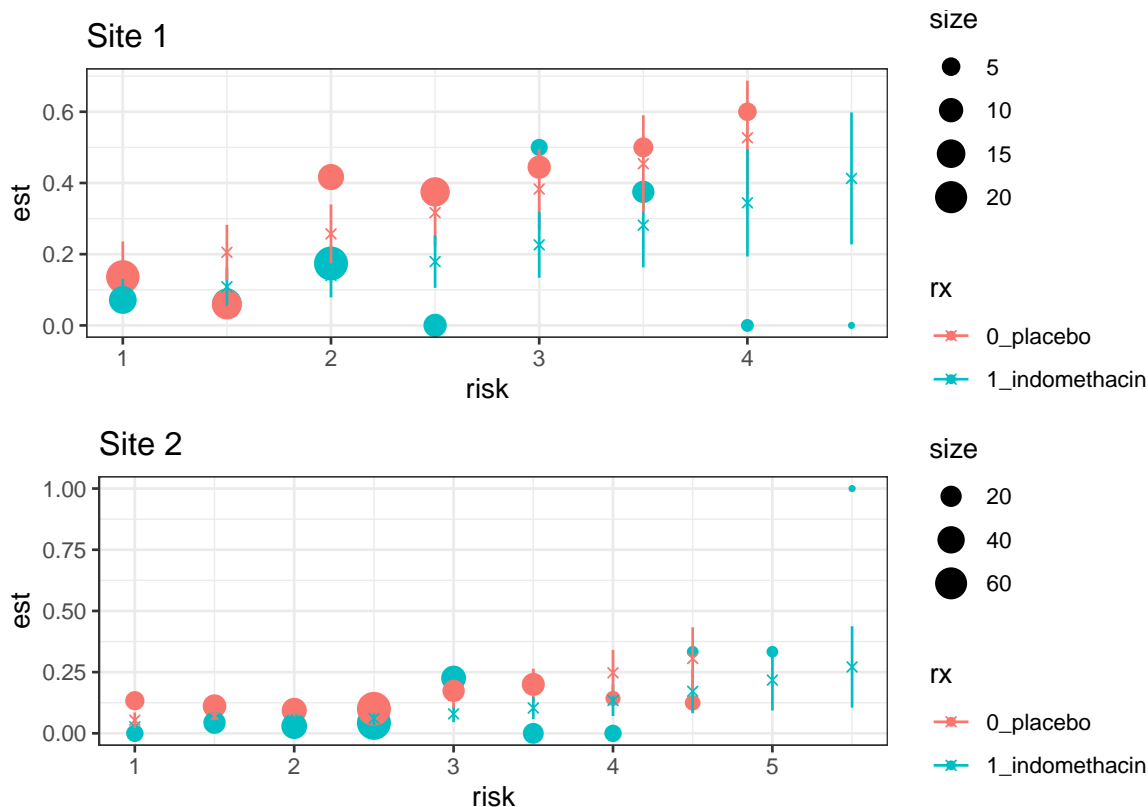 Site 1
est
0.6
0.4
0.2
0.0
1 2 3 4
risk
size
5
10
15
20
rx
0_placebo
1_indomethacin
Site 2
est
1.00
0.75
0.50
0.25
0.00
1 2 3 4 5
risk
size
20
40
60
rx
0_placebo
1_indomethacin